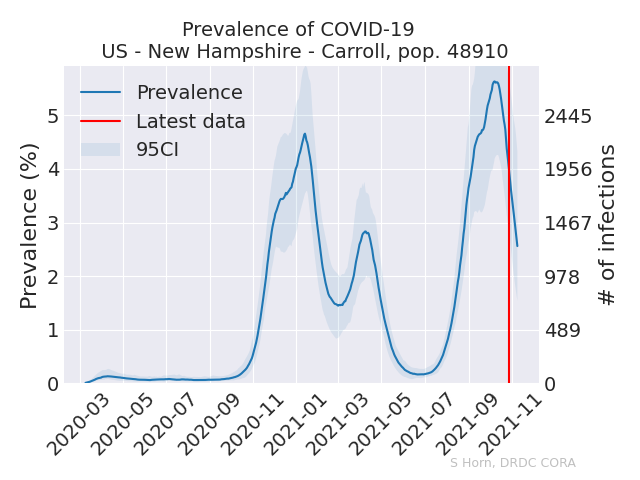 Prevalence of COVID-19
US - New Hampshire - Carroll, pop. 48910
Prevalence
Latest data
95CI
Prevalence (%)
5
4
3
2
1
0
2445
1956
1467
978
489
0
# of infections
2020-03
2020-05
2020-07
2020-09
2020-11
2021-01
2021-03
2021-05
2021-07
2021-09
2021-11
S Horn, DRDC CORA